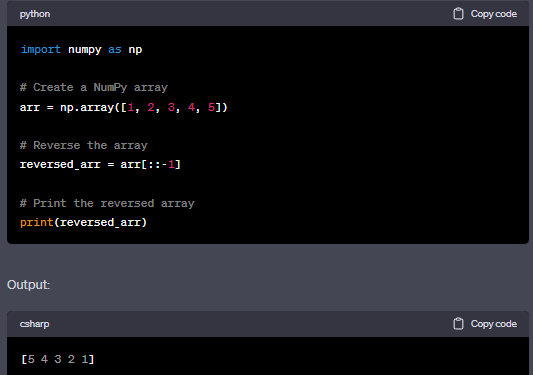 python Copy code
import numpy as np
# Create a NumPy array
arr = np.array([1, 2, 3, 4, 5])
# Reverse the array
reversed_arr = arr[::-1]
# Print the reversed array
print(reversed_arr)
Output:
csharp Copy code
[5 4 3 2 1]